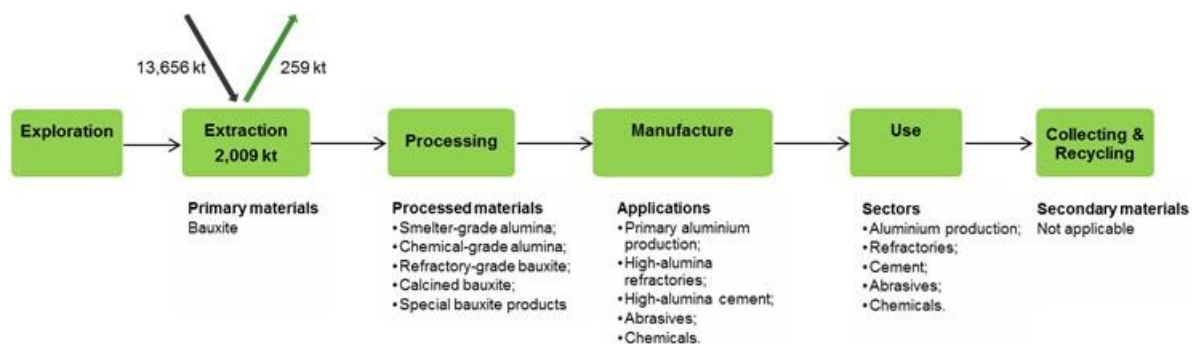 13,656 kt
259 kt
Exploration
Extraction
2,009 kt
Processing
Manufacture
Use
Collecting &
Recycling
Primary materials
Bauxite
Processed materials
•Smelter-grade alumina;
•Chemical-grade alumina;
•Refractory-grade bauxite;
•Calcined bauxite;
•Special bauxite products
Applications
•Primary aluminium
production;
•High-alumina
refractories;
•High-alumina cement;
•Abrasives;
•Chemicals.
Sectors
•Aluminium production;
•Refractories;
•Cement;
•Abrasives;
•Chemicals.
Secondary materials
Not applicable